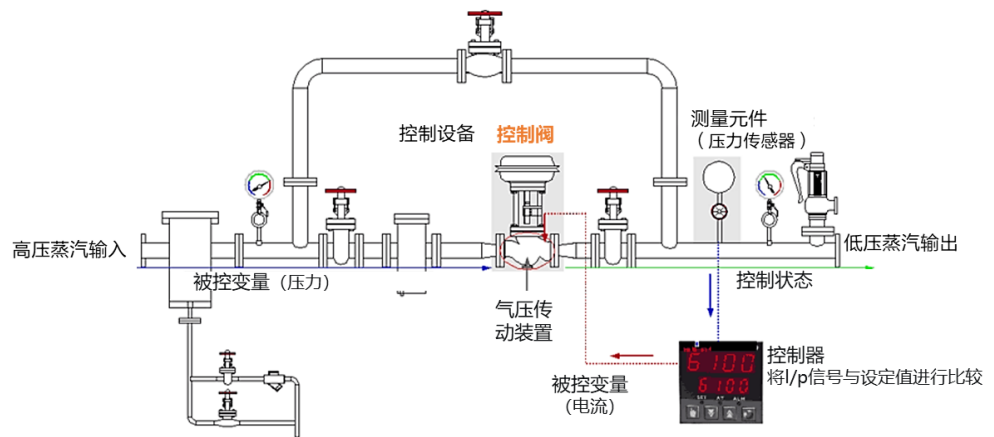 控制设备 控制阀
测量元件
（压力传感器）
高压蒸汽输入
低压蒸汽输出
被控变量（压力）
控制状态
气压传
动装置
被控变量
（电流）
6100
6100
SET AT ALM
控制器
将I/p信号与设定值进行比较